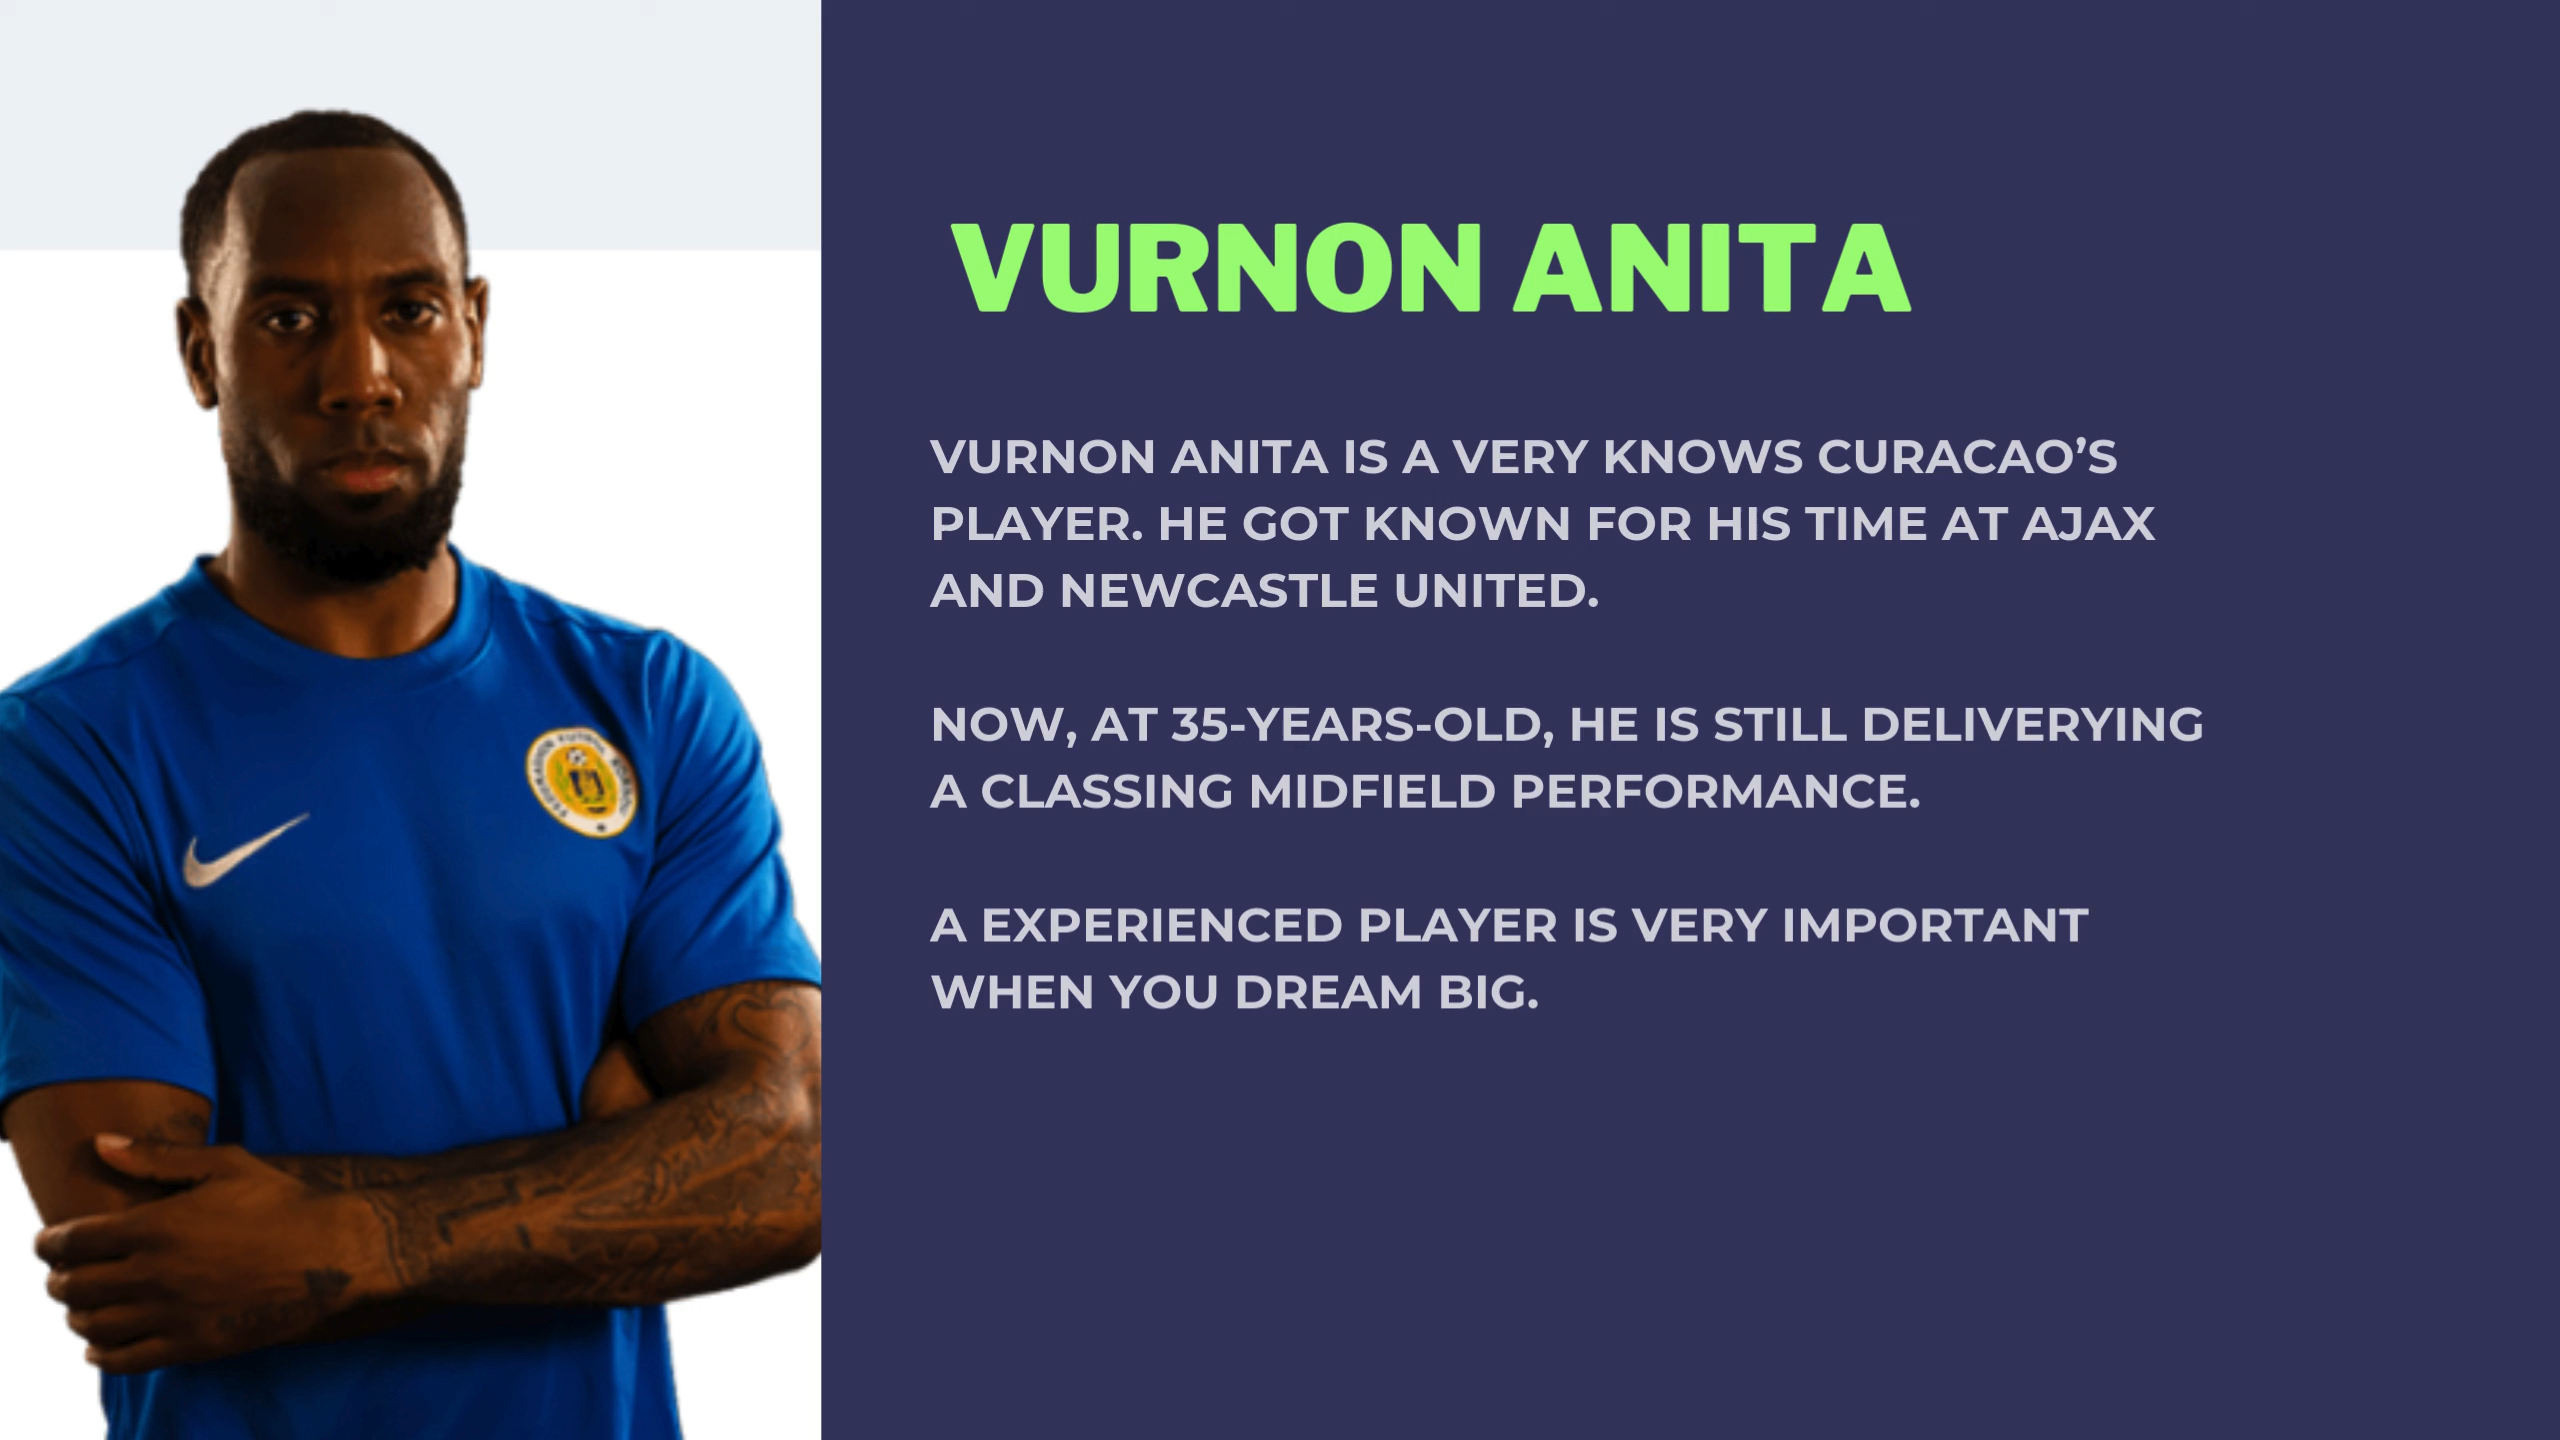 VURNON ANITA
VURNON ANITA IS A VERY KNOWS CURACAO’S
PLAYER. HE GOT KNOWN FOR HIS TIME AT AJAX
AND NEWCASTLE UNITED.
NOW, AT 35-YEARS-OLD, HE IS STILL DELIVERYING
A CLASSING MIDFIELD PERFORMANCE.
A EXPERIENCED PLAYER IS VERY IMPORTANT
WHEN YOU DREAM BIG.